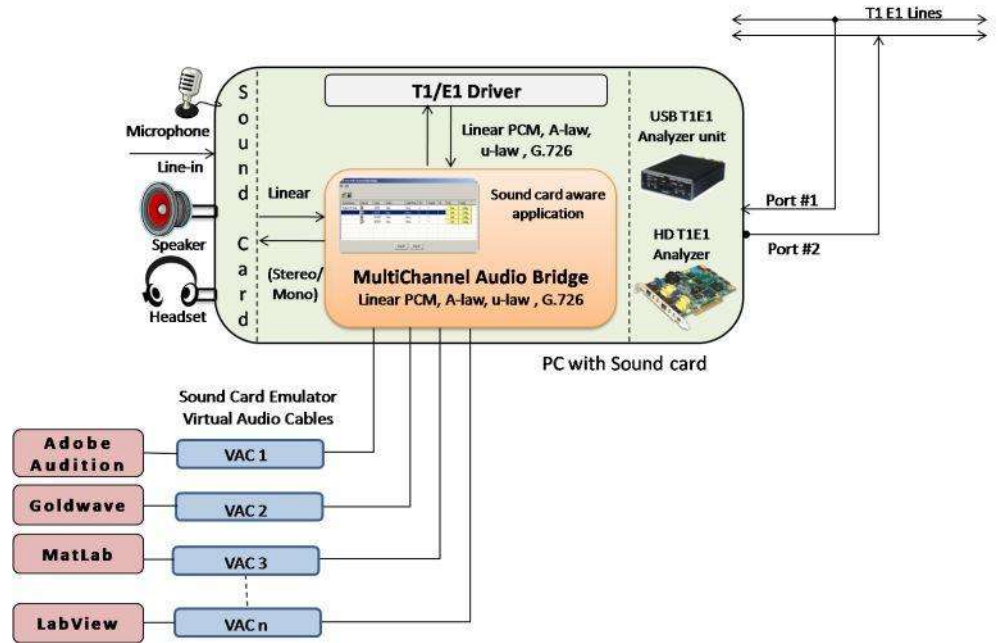 T1 E1 Lines
T1/E1 Driver
Linear PCM, A-law,
u-law , G.726
USB T1E1
Analyzer unit
Microphone
Line-in
Sound Card
Linear
Sound card aware
application
Port #1
Speaker
HD T1E1
Analyzer
Port #2
(Stereo/
Mono)
MultiChannel Audio Bridge
Linear PCM, A-law, u-law , G.726
Headset
PC with Sound card
Sound Card Emulator
Virtual Audio Cables
Adobe
Audition
VAC 1
Goldwave
VAC 2
MatLab
VAC 3
LabView
VAC n